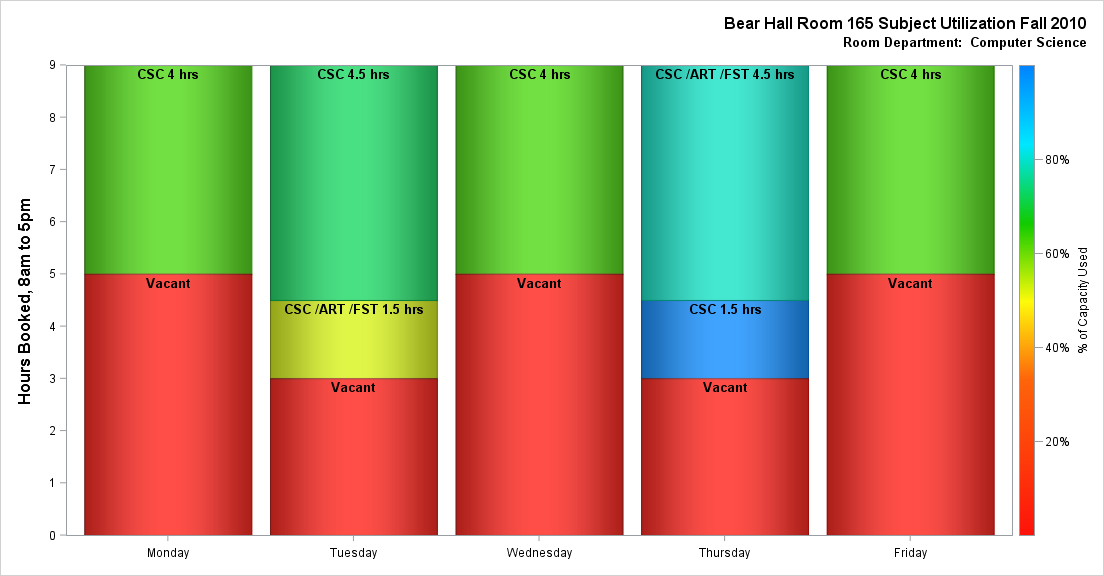 Bear Hall Room 165 Subject Utilization Fall 2010
Room Department:  Computer Science
Hours Booked, 8am to 5pm
9
8
7
6
5
4
3
2
1
0
CSC 4 hrs
Vacant
CSC 4.5 hrs
CSC /ART /FST 1.5 hrs
Vacant
CSC 4 hrs
Vacant
CSC /ART /FST 4.5 hrs
CSC 1.5 hrs
Vacant
CSC 4 hrs
Vacant
Monday
Tuesday
Wednesday
Thursday
Friday
80%
60%
40%
20%
% of Capacity Used